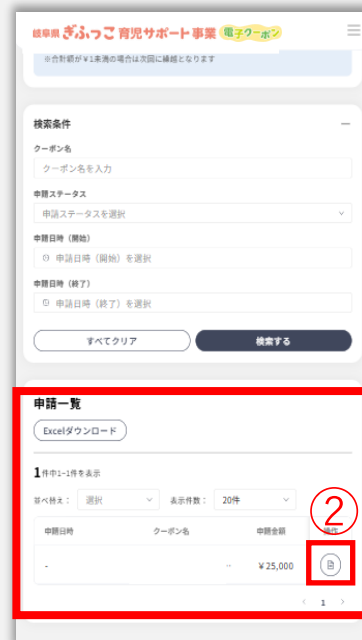 岐阜県 ぎふっこ 育児サポート事業 電子クーポン
※合計額が￥1未満の場合は次回に繰越となります
検索条件
クーポン名
クーポン名を入力
申請ステータス
申請ステータスを選択
申請日時（開始）
申請日時（開始）を選択
申請日時（終了）
申請日時（終了）を選択
すべてクリア 検索する
申請一覧
Excelダウンロード
1件中1~1件を表示
並べ替え： 選択 表示件数： 20件
②
申請日時 クーポン名 申請金額 操作
- -- ￥25,000
< 1 >